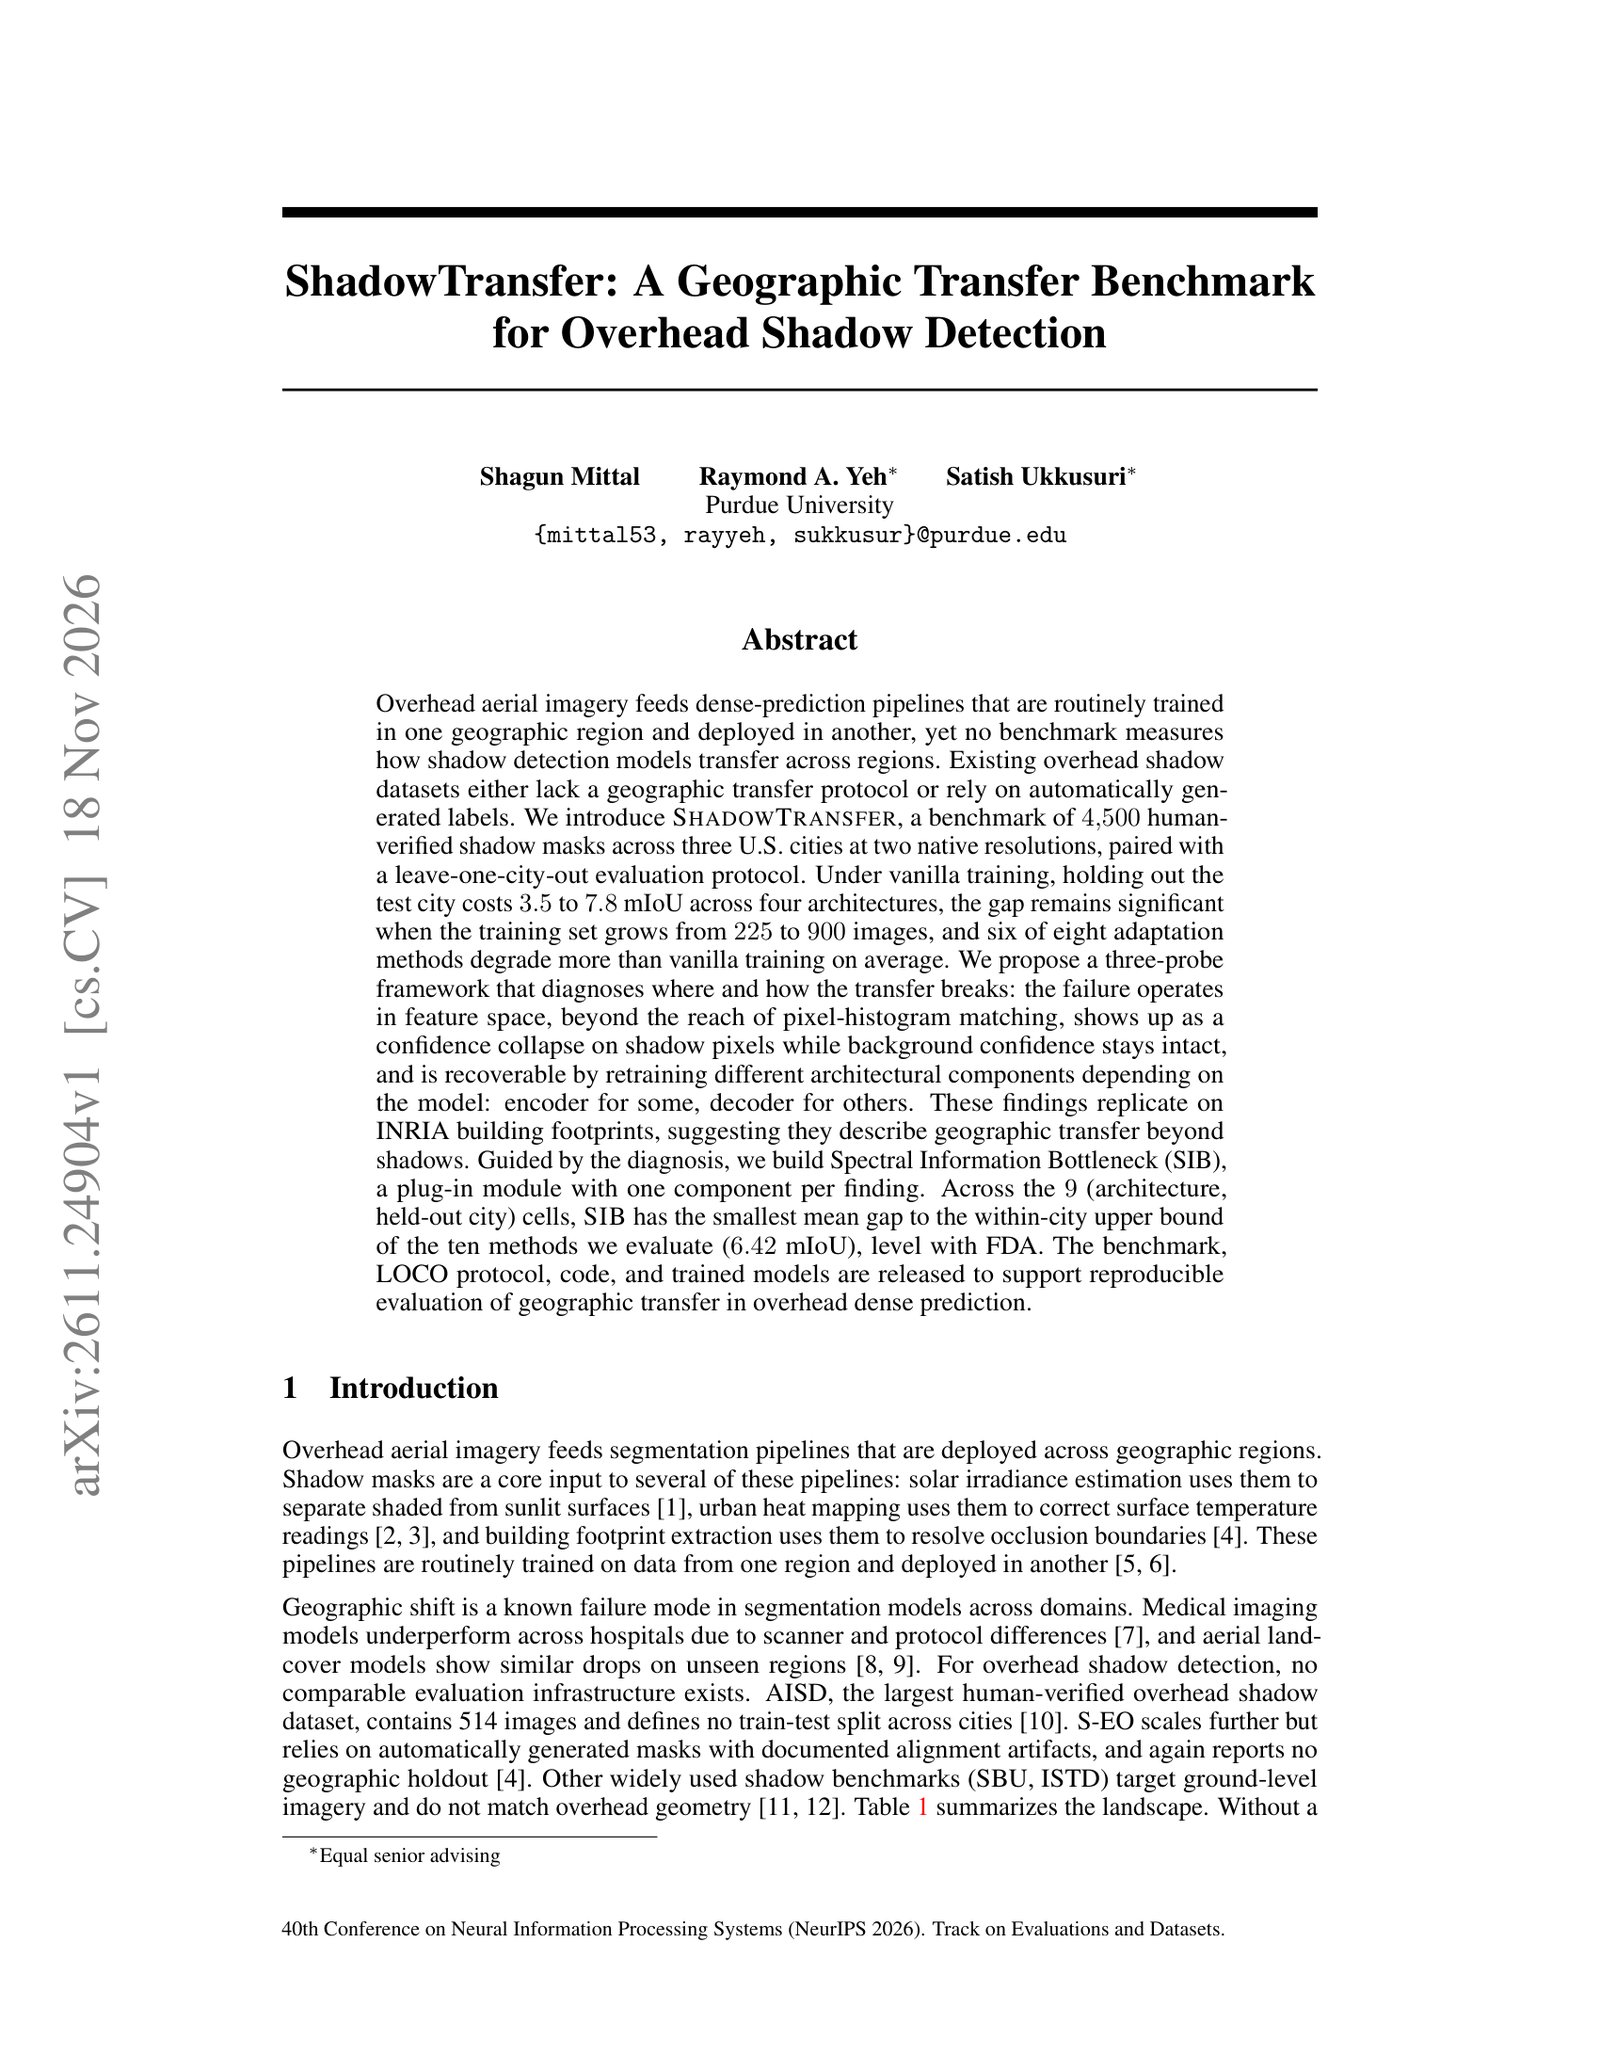 ShadowTransfer: A Geographic Transfer Benchmark
for Overhead Shadow Detection
Shagun Mittal Raymond A. Yeh* Satish Ukkusuri*
Purdue University
{mittal53, rayyeh, sukkusur}@purdue.edu
Abstract
Overhead aerial imagery feeds dense-prediction pipelines that are routinely trained
in one geographic region and deployed in another, yet no benchmark measures
how shadow detection models transfer across regions. Existing overhead shadow
datasets either lack a geographic transfer protocol or rely on automatically gen-
erated labels. We introduce SHADOWTRANSFER, a benchmark of 4,500 human-
verified shadow masks across three U.S. cities at two native resolutions, paired with
a leave-one-city-out evaluation protocol. Under vanilla training, holding out the
test city costs 3.5 to 7.8 mIoU across four architectures, the gap remains significant
when the training set grows from 225 to 900 images, and six of eight adaptation
methods degrade more than vanilla training on average. We propose a three-probe
framework that diagnoses where and how the transfer breaks: the failure operates
in feature space, beyond the reach of pixel-histogram matching, shows up as a
confidence collapse on shadow pixels while background confidence stays intact,
and is recoverable by retraining different architectural components depending on
the model: encoder for some, decoder for others. These findings replicate on
INRIA building footprints, suggesting they describe geographic transfer beyond
shadows. Guided by the diagnosis, we build Spectral Information Bottleneck (SIB),
a plug-in module with one component per finding. Across the 9 (architecture,
held-out city) cells, SIB has the smallest mean gap to the within-city upper bound
of the ten methods we evaluate (6.42 mIoU), level with FDA. The benchmark,
LOCO protocol, code, and trained models are released to support reproducible
evaluation of geographic transfer in overhead dense prediction.
1 Introduction
Overhead aerial imagery feeds segmentation pipelines that are deployed across geographic regions.
Shadow masks are a core input to several of these pipelines: solar irradiance estimation uses them to
separate shaded from sunlit surfaces [1], urban heat mapping uses them to correct surface temperature
readings [2, 3], and building footprint extraction uses them to resolve occlusion boundaries [4]. These
pipelines are routinely trained on data from one region and deployed in another [5, 6].
Geographic shift is a known failure mode in segmentation models across domains. Medical imaging
models underperform across hospitals due to scanner and protocol differences [7], and aerial land-
cover models show similar drops on unseen regions [8, 9]. For overhead shadow detection, no
comparable evaluation infrastructure exists. AISD, the largest human-verified overhead shadow
dataset, contains 514 images and defines no train-test split across cities [10]. S-EO scales further but
relies on automatically generated masks with documented alignment artifacts, and again reports no
geographic holdout [4]. Other widely used shadow benchmarks (SBU, ISTD) target ground-level
imagery and do not match overhead geometry [11, 12]. Table 1 summarizes the landscape. Without a
*Equal senior advising
40th Conference on Neural Information Processing Systems (NeurIPS 2026). Track on Evaluations and Datasets.
arXiv:2611.24904v1 [cs.CV] 18 Nov 2026